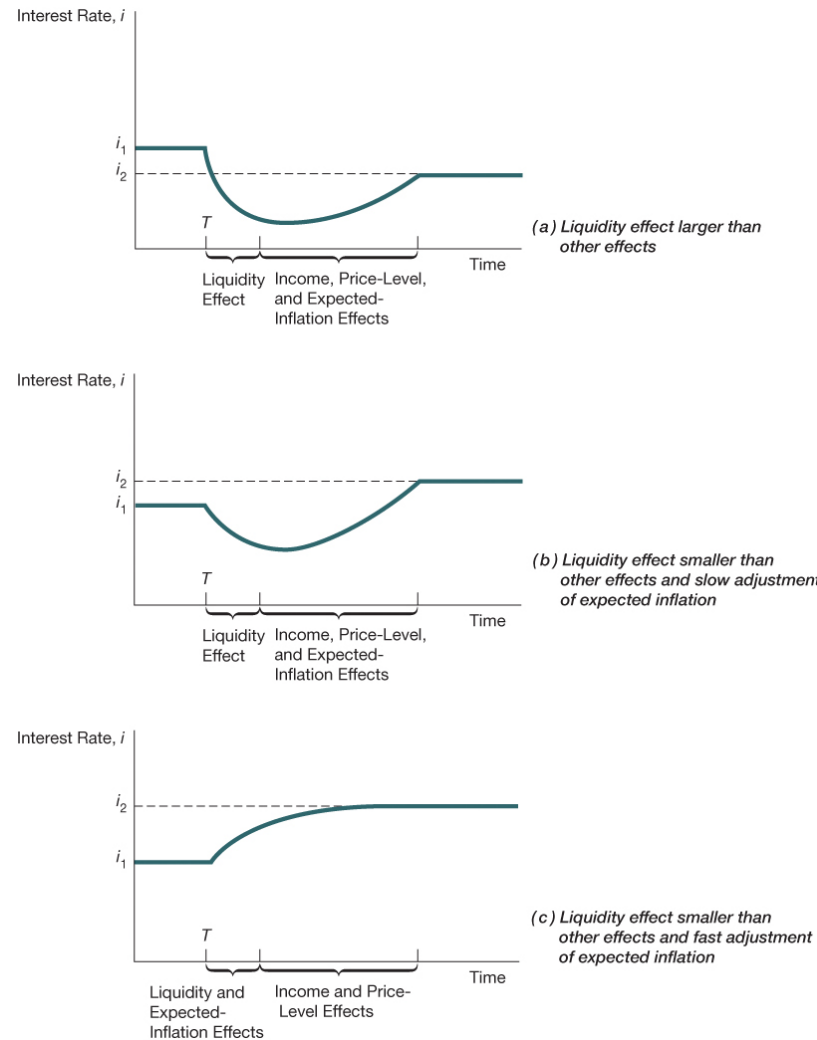 Interest Rate, i
i1
i2
T
(a) Liquidity effect larger than
other effects
Time
Liquidity
Effect
Income, Price-Level,
and Expected-
Inflation Effects
Interest Rate, i
i2
i1
T
(b) Liquidity effect smaller than
other effects and slow adjustment
of expected inflation
Time
Liquidity
Effect
Income, Price-Level,
and Expected-
Inflation Effects
Interest Rate, i
i2
i1
T
(c) Liquidity effect smaller than
other effects and fast adjustment
of expected inflation
Time
Liquidity and
Expected-
Inflation Effects
Income and Price-
Level Effects